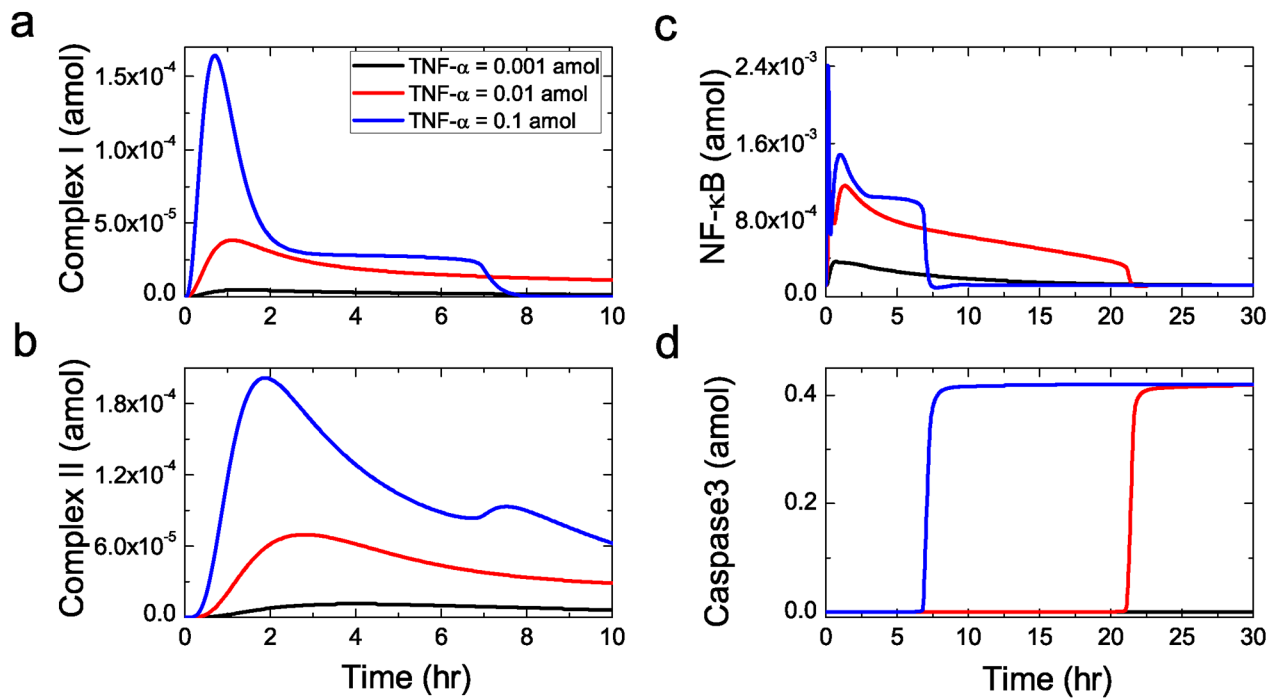 a
Complex I (amol)
1.5x10⁻⁴
1.0x10⁻⁴
5.0x10⁻⁵
0.0
0 2 4 6 8 10
TNF-α = 0.001 amol
TNF-α = 0.01 amol
TNF-α = 0.1 amol
b
Complex II (amol)
1.8x10⁻⁴
1.2x10⁻⁴
6.0x10⁻⁵
0.0
0 2 4 6 8 10
Time (hr)
c
NF-κB (amol)
2.4x10⁻³
1.6x10⁻³
8.0x10⁻⁴
0.0
0 5 10 15 20 25 30
d
Caspase3 (amol)
0.4
0.2
0.0
0 5 10 15 20 25 30
Time (hr)